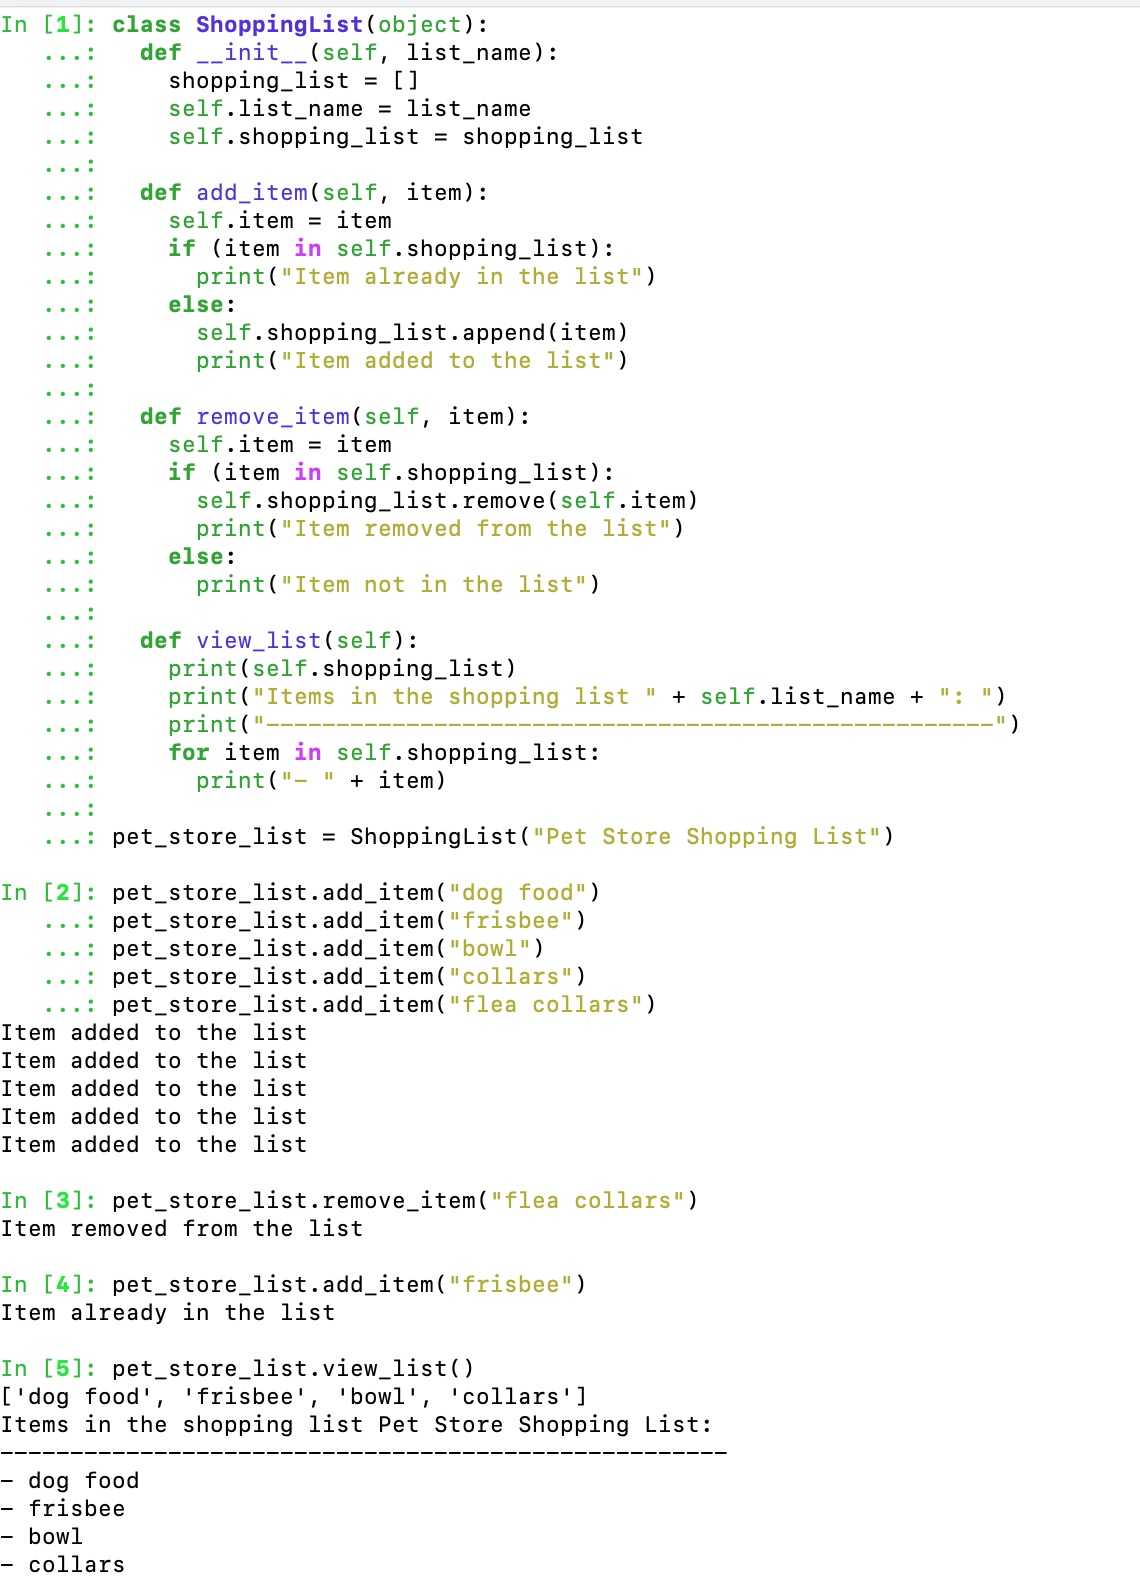 In [1]: class ShoppingList(object):
   ...:   def __init__(self, list_name):
   ...:     shopping_list = []
   ...:     self.list_name = list_name
   ...:     self.shopping_list = shopping_list
   ...:
   ...:   def add_item(self, item):
   ...:     self.item = item
   ...:     if (item in self.shopping_list):
   ...:       print("Item already in the list")
   ...:     else:
   ...:       self.shopping_list.append(item)
   ...:       print("Item added to the list")
   ...:
   ...:   def remove_item(self, item):
   ...:     self.item = item
   ...:     if (item in self.shopping_list):
   ...:       self.shopping_list.remove(self.item)
   ...:       print("Item removed from the list")
   ...:     else:
   ...:       print("Item not in the list")
   ...:
   ...:   def view_list(self):
   ...:     print(self.shopping_list)
   ...:     print("Items in the shopping list " + self.list_name + ": ")
   ...:     print("----------------------------------------------------")
   ...:     for item in self.shopping_list:
   ...:       print("- " + item)
   ...:
   ...: pet_store_list = ShoppingList("Pet Store Shopping List")

In [2]: pet_store_list.add_item("dog food")
   ...: pet_store_list.add_item("frisbee")
   ...: pet_store_list.add_item("bowl")
   ...: pet_store_list.add_item("collars")
   ...: pet_store_list.add_item("flea collars")
Item added to the list
Item added to the list
Item added to the list
Item added to the list
Item added to the list

In [3]: pet_store_list.remove_item("flea collars")
Item removed from the list

In [4]: pet_store_list.add_item("frisbee")
Item already in the list

In [5]: pet_store_list.view_list()
['dog food', 'frisbee', 'bowl', 'collars']
Items in the shopping list Pet Store Shopping List:
----------------------------------------------------
- dog food
- frisbee
- bowl
- collars